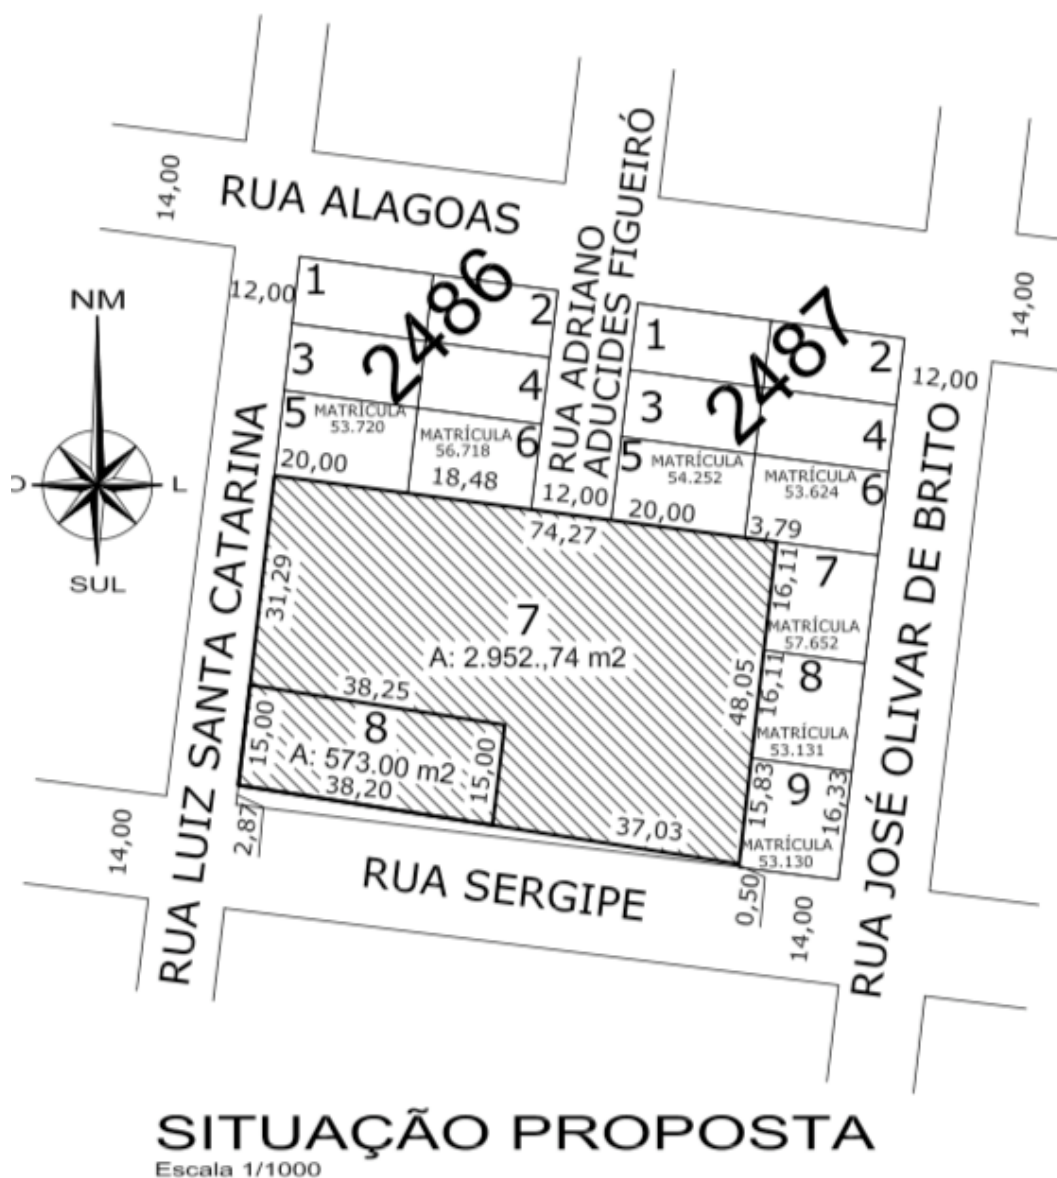 14,00
RUA ALAGOAS
RUA ADRIANO
ADUCIDES FIGUEIRÓ
14,00
NM
O
L
SUL
12,00
2486
1
2
3
4
5
MATRÍCULA
53.720
20,00
MATRÍCULA
56.718
6
18,48
12,00
2487
1
2
3
4
5
MATRÍCULA
54.252
20,00
MATRÍCULA
53.624
6
3,79
12,00
RUA LUIZ SANTA CATARINA
RUA JOSÉ OLIVAR DE BRITO
74,27
31,29
7
A: 2.952.,74 m2
48,05
38,25
15,00
8
A: 573.00 m2
38,20
15,00
37,03
16,11
7
MATRÍCULA
57.652
16,11
8
MATRÍCULA
53.131
15,83
9
16,33
MATRÍCULA
53.130
14,00
2,87
RUA SERGIPE
0,50
14,00
SITUAÇÃO PROPOSTA
Escala 1/1000